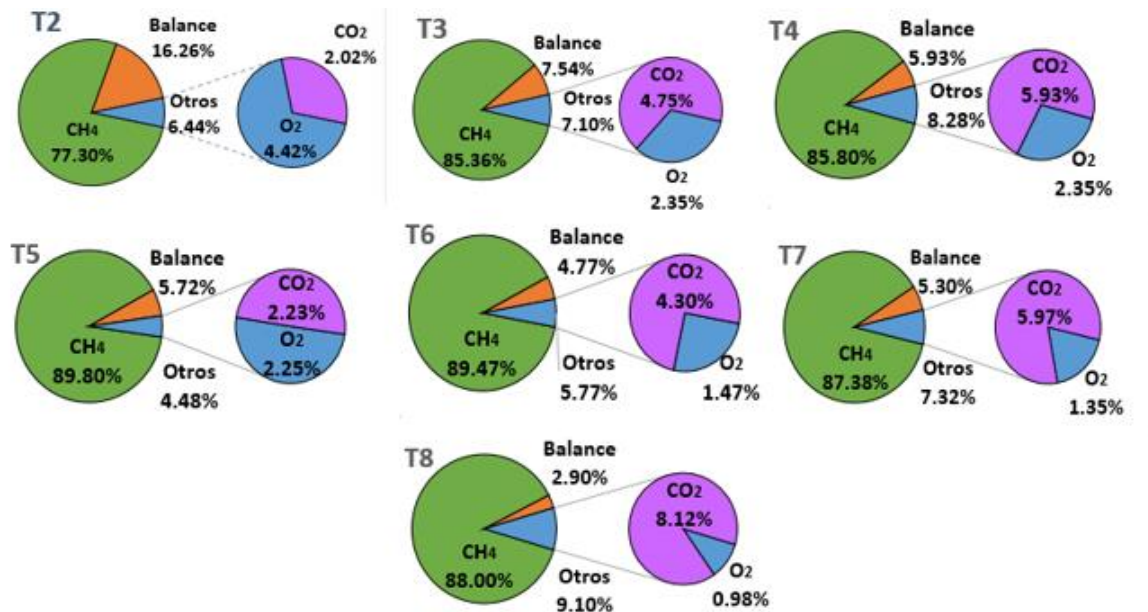 T2
Balance
16.26%
CO2
2.02%
Otros
6.44%
CH4
77.30%
O2
4.42%
T3
Balance
7.54%
CO2
4.75%
Otros
7.10%
CH4
85.36%
O2
2.35%
T4
Balance
5.93%
CO2
5.93%
Otros
8.28%
CH4
85.80%
O2
2.35%
T5
Balance
5.72%
CO2
2.23%
CH4
89.80%
O2
2.25%
Otros
4.48%
T6
Balance
4.77%
CO2
4.30%
CH4
89.47%
Otros
5.77%
O2
1.47%
T7
Balance
5.30%
CO2
5.97%
CH4
87.38%
Otros
7.32%
O2
1.35%
T8
Balance
2.90%
CO2
8.12%
CH4
88.00%
Otros
9.10%
O2
0.98%